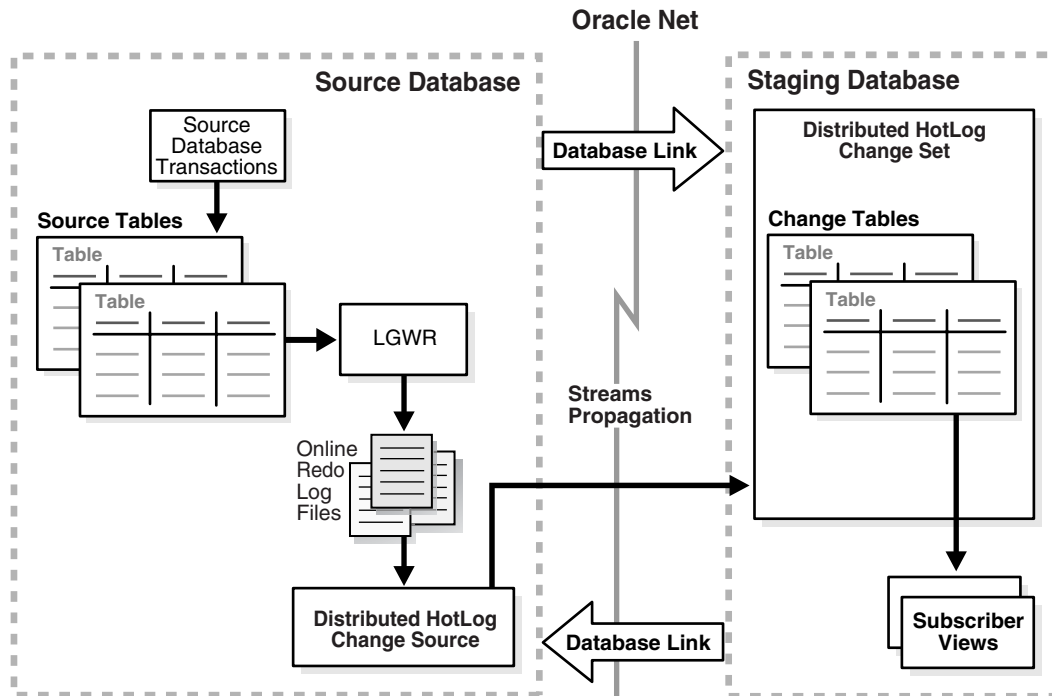 Oracle Net
Source Database
Source
Database
Transactions
Source Tables
Table
Table
LGWR
Online
Redo
Log
Files
Distributed HotLog
Change Source
Database Link
Streams
Propagation
Database Link
Staging Database
Distributed HotLog
Change Set
Change Tables
Table
Table
Subscriber
Views